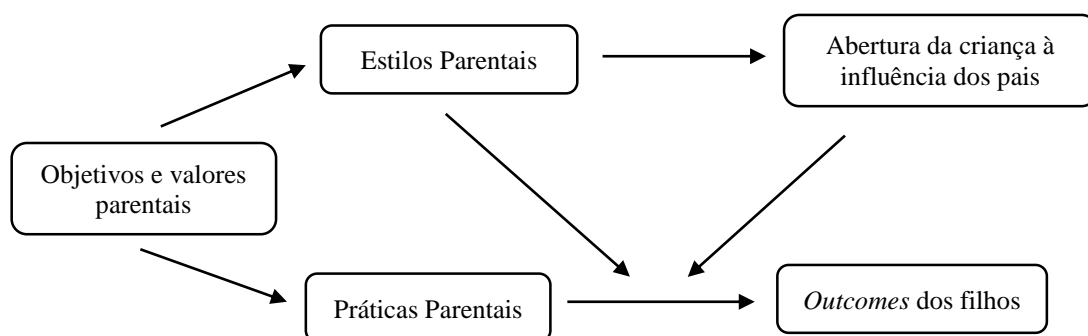 Estilos Parentais
Abertura da criança à
influência dos pais
Objetivos e valores
parentais
Práticas Parentais
Outcomes dos filhos